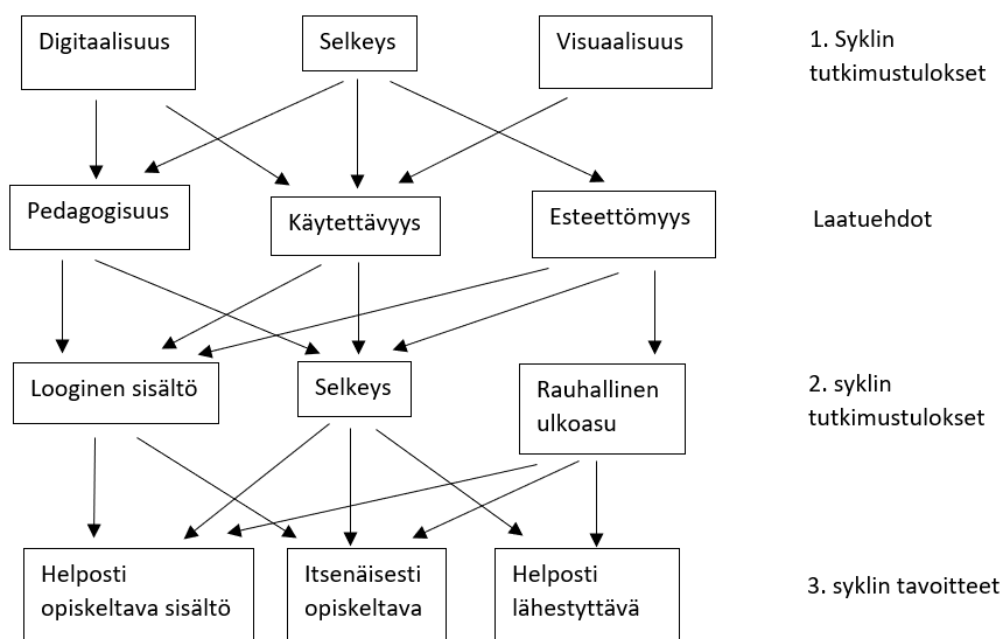 Digitaalisuus
Selkeys
Visuaalisuus
1. Syklin
tutkimustulokset
Pedagogisuus
Käytettävyys
Esteettömyys
Laatuehdot
Looginen sisältö
Selkeys
Rauhallinen
ulkoasu
2. syklin
tutkimustulokset
Helposti
opiskeltava sisältö
Itsenäisesti
opiskeltava
Helposti
lähestyttävä
3. syklin tavoitteet